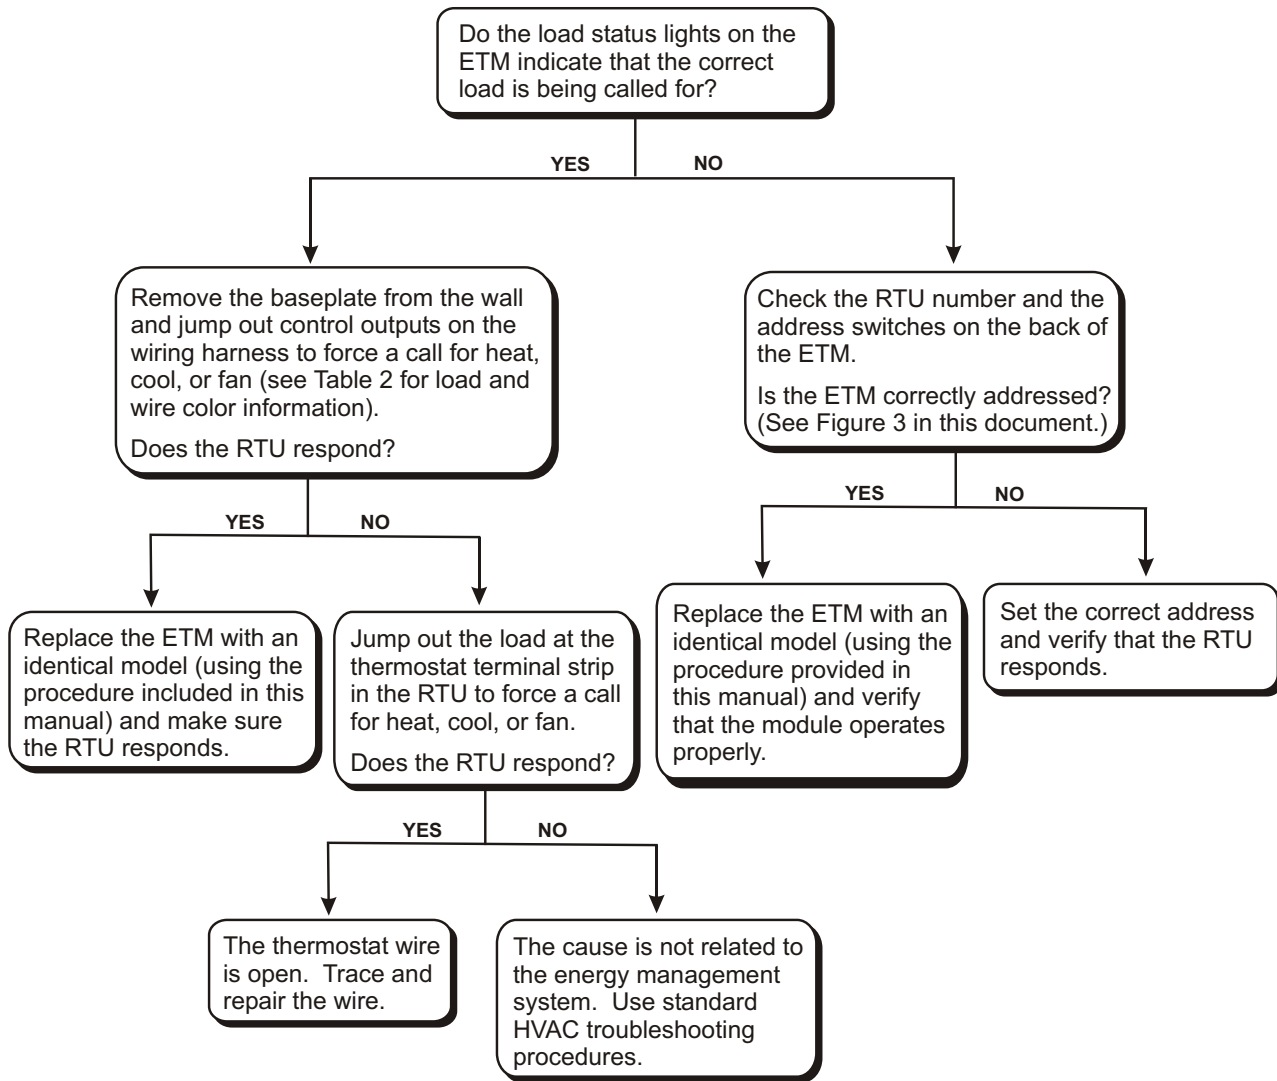 Do the load status lights on the
ETM indicate that the correct
load is being called for?
YES
NO
Remove the baseplate from the wall
and jump out control outputs on the
wiring harness to force a call for heat,
cool, or fan (see Table 2 for load and
wire color information).
Does the RTU respond?
Check the RTU number and the
address switches on the back of
the ETM.
Is the ETM correctly addressed?
(See Figure 3 in this document.)
YES
NO
YES
NO
Replace the ETM with an
identical model (using the
procedure included in this
manual) and make sure
the RTU responds.
Jump out the load at the
thermostat terminal strip
in the RTU to force a call
for heat, cool, or fan.
Does the RTU respond?
Replace the ETM with an
identical model (using the
procedure provided in
this manual) and verify
that the module operates
properly.
Set the correct address
and verify that the RTU
responds.
YES
NO
The thermostat wire
is open.  Trace and
repair the wire.
The cause is not related to
the energy management
system.  Use standard
HVAC troubleshooting
procedures.